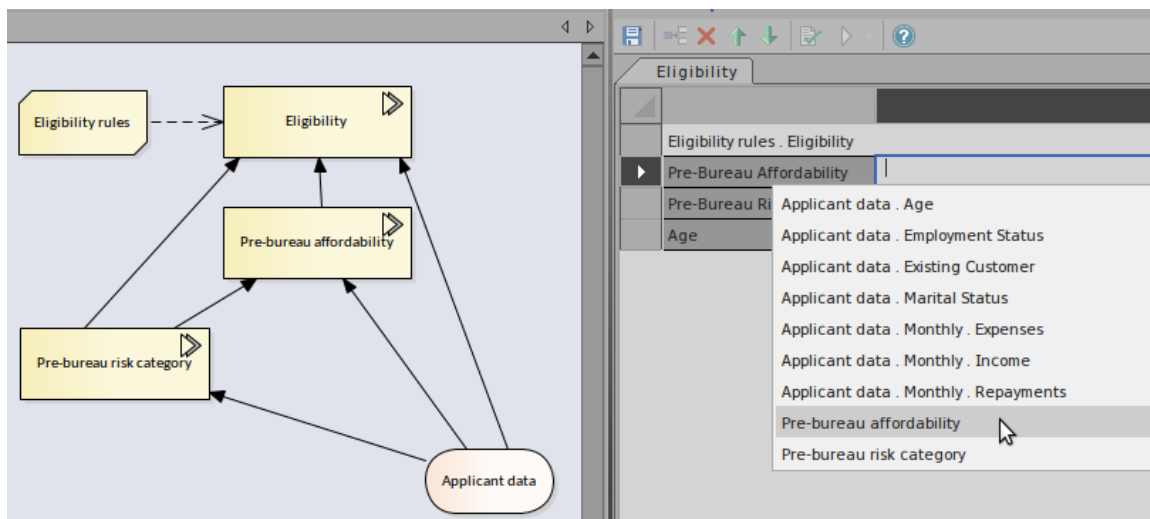 Eligibility rules
Eligibility
Pre-bureau affordability
Pre-bureau risk category
Applicant data
Eligibility
Eligibility rules . Eligibility
Pre-Bureau Affordability
Pre-Bureau Ri
Age
Applicant data . Age
Applicant data . Employment Status
Applicant data . Existing Customer
Applicant data . Marital Status
Applicant data . Monthly . Expenses
Applicant data . Monthly . Income
Applicant data . Monthly . Repayments
Pre-bureau affordability
Pre-bureau risk category